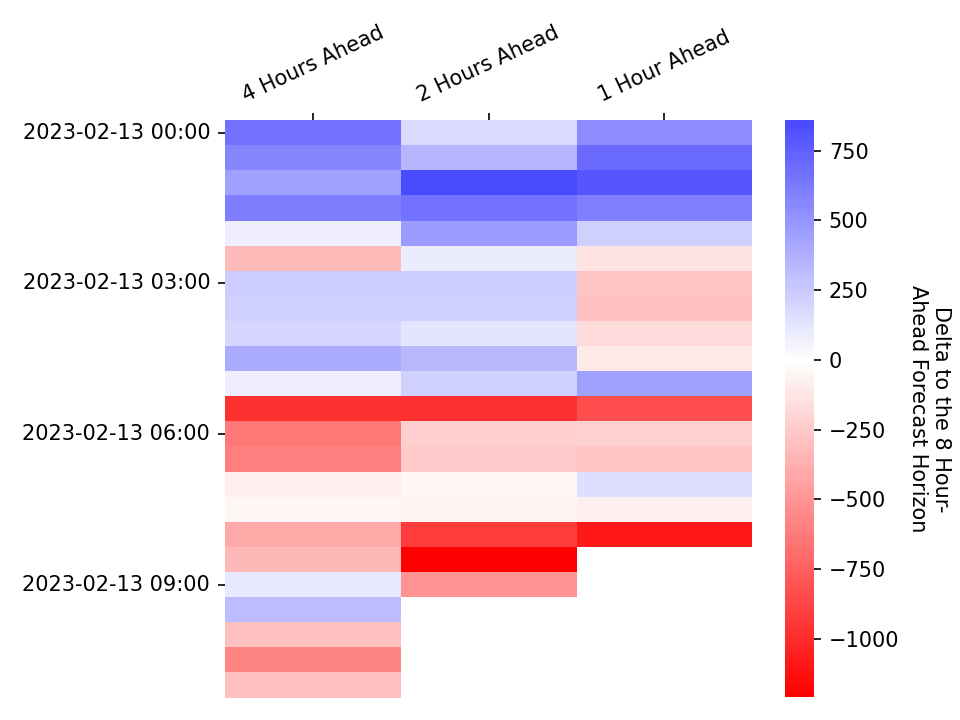 4 Hours Ahead
2 Hours Ahead
1 Hour Ahead
2023-02-13 00:00
2023-02-13 03:00
2023-02-13 06:00
2023-02-13 09:00
750
500
250
0
−250
−500
−750
−1000
Delta to the 8 Hour-
Ahead Forecast Horizon